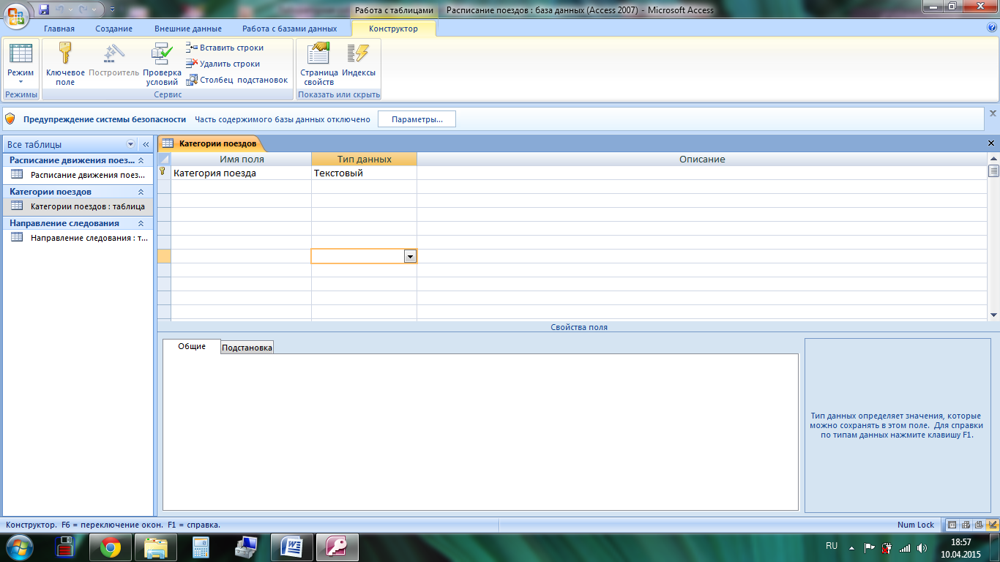 Работа с таблицами Расписание поездов : база данных (Access 2007) - Microsoft Access
Главная Создание Внешние данные Работа с базами данных Конструктор
Режим
Ключевое поле
Построитель
Проверка условий
Вставить строки
Удалить строки
Столбец подстановок
Страница свойств
Индексы
Режимы Сервис Показать или скрыть
Предупреждение системы безопасности Часть содержимого базы данных отключено Параметры...
Все таблицы
Расписание движения поез...
Расписание движения поез...
Категории поездов
Категории поездов : таблица
Направление следования
Направление следования : т...
Категории поездов
Имя поля Тип данных Описание
Категория поезда Текстовый
Свойства поля
Общие Подстановка
Тип данных определяет значения, которые
можно сохранять в этом поле. Для справки
по типам данных нажмите клавишу F1.
Конструктор. F6 = переключение окон. F1 = справка. Num Lock
RU 18:57
10.04.2015